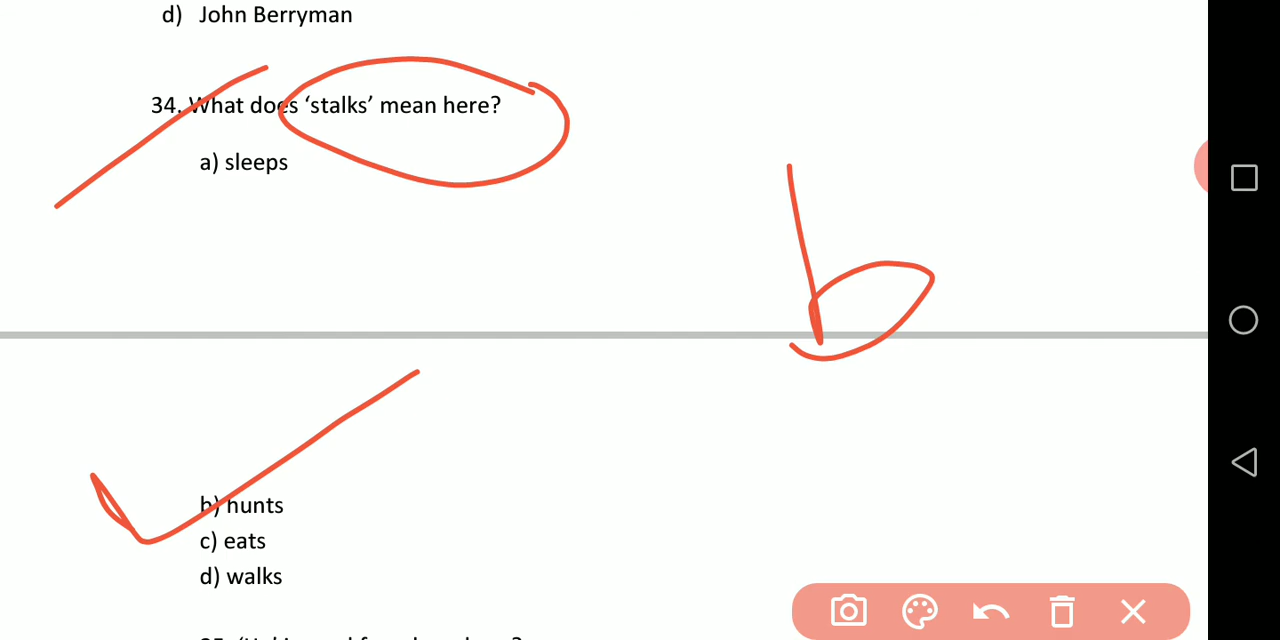 d) John Berryman
34. What does ‘stalks’ mean here?
a) sleeps
b
b) hunts
c) eats
d) walks